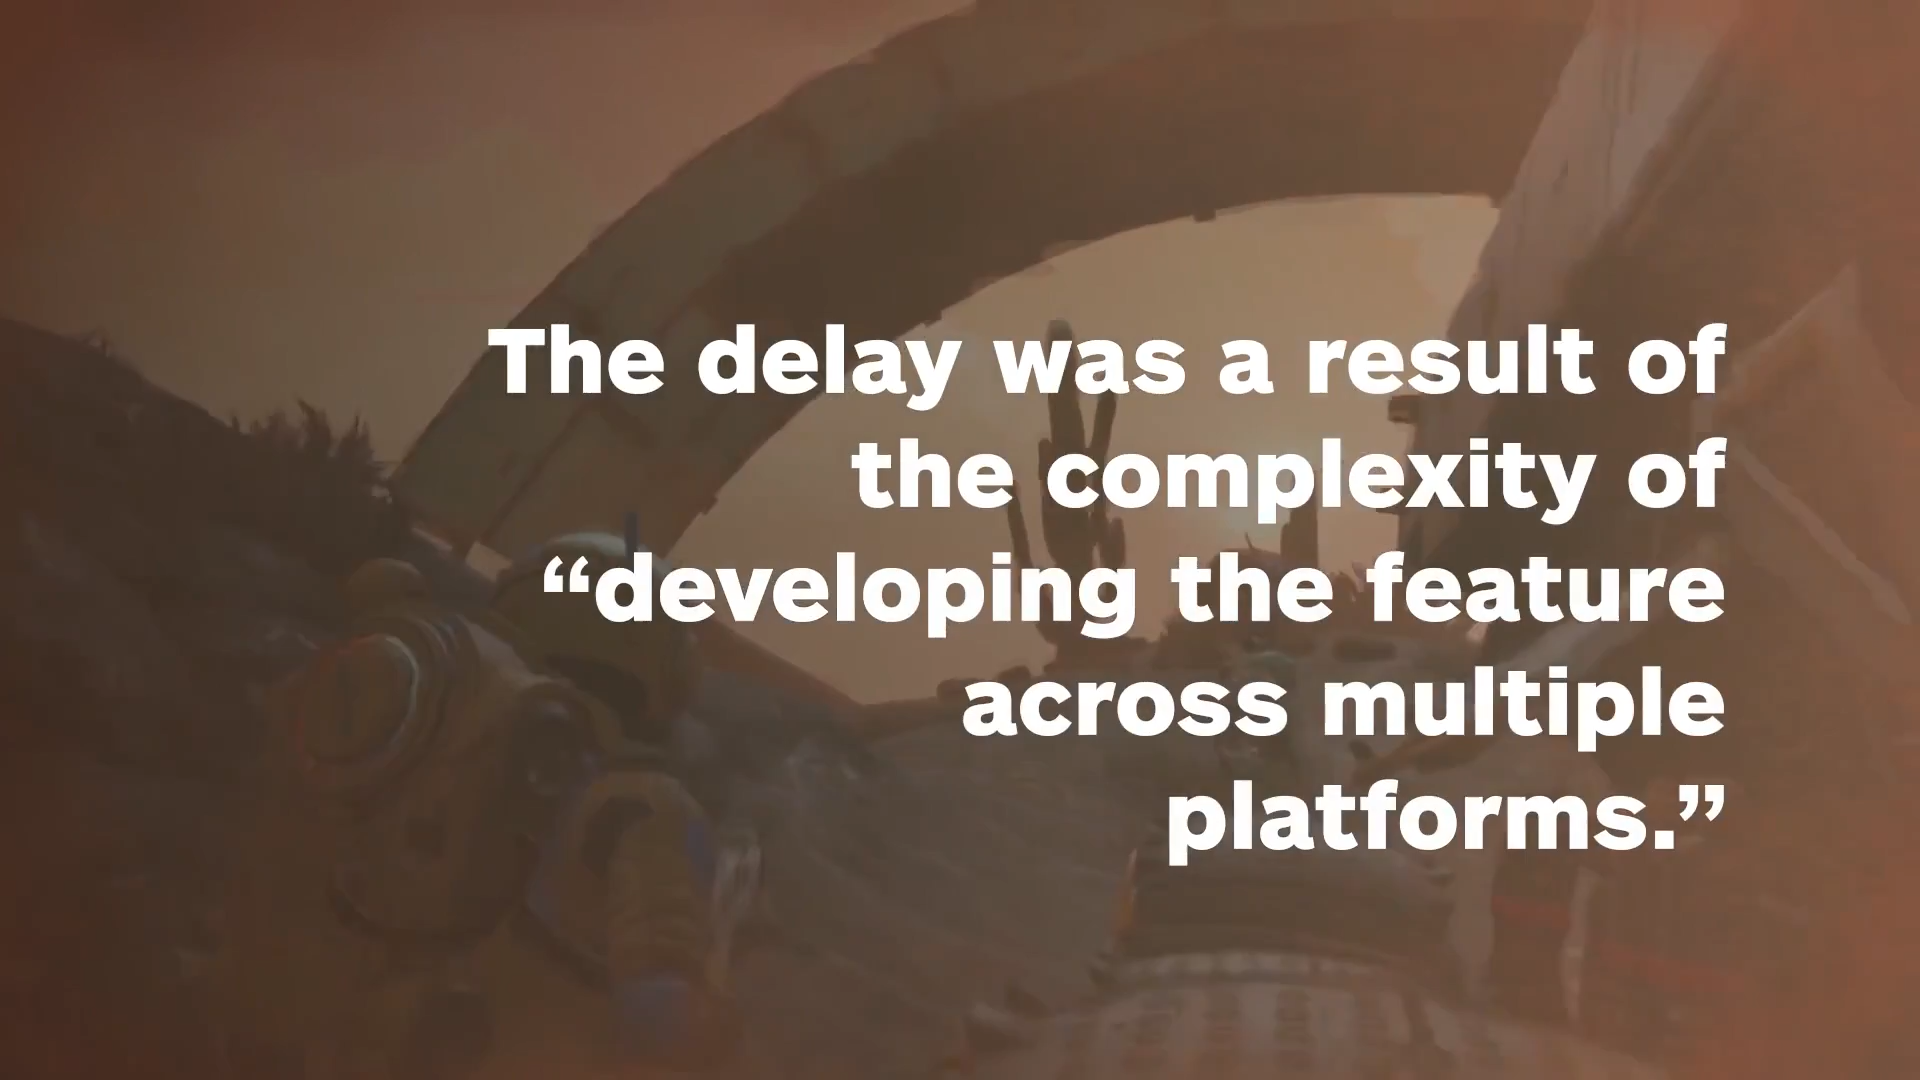 The delay was a result of
the complexity of
“developing the feature
across multiple
platforms.”